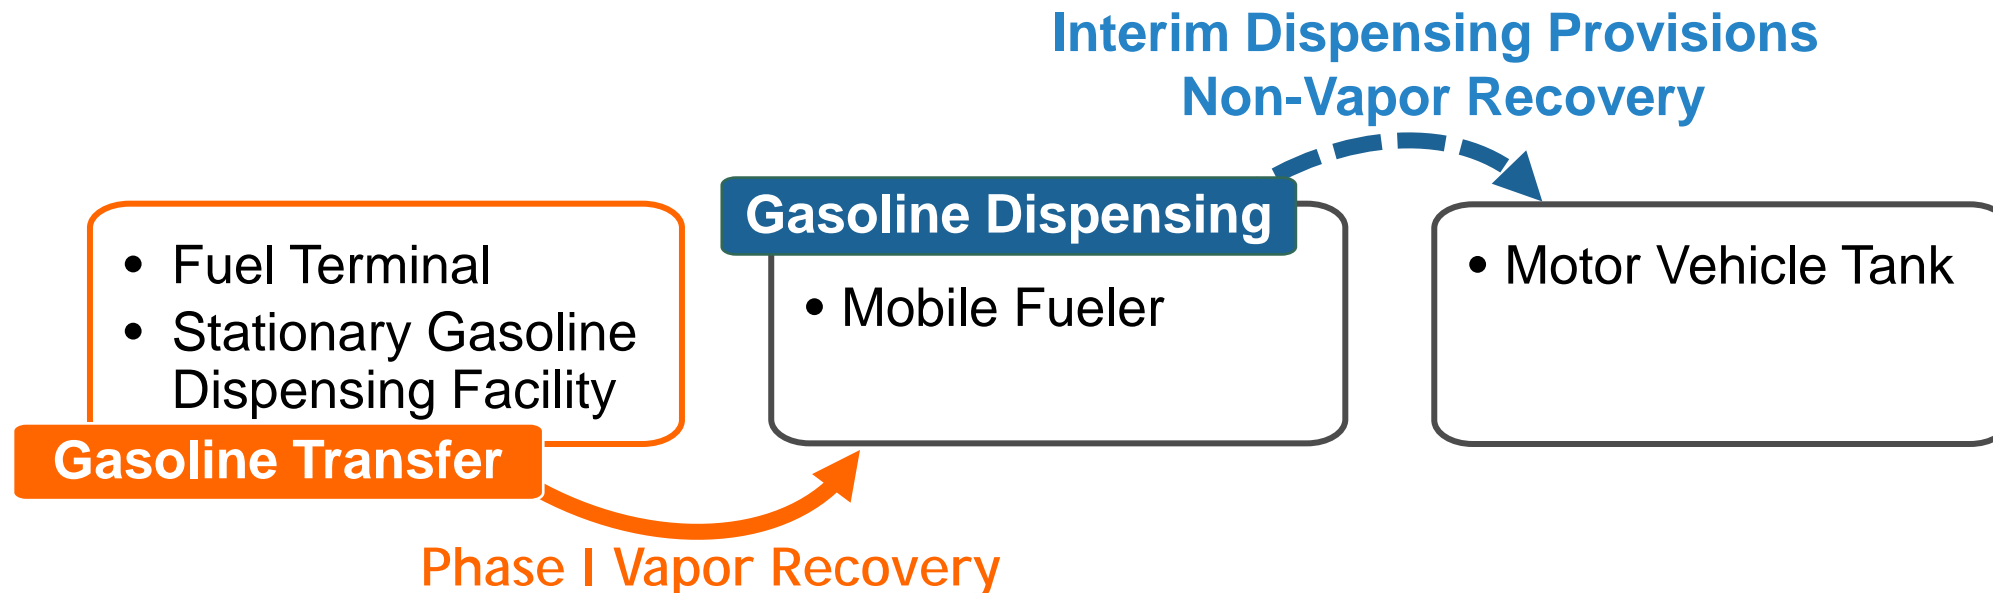 Interim Dispensing Provisions
Non-Vapor Recovery
• Fuel Terminal
• Stationary Gasoline
Dispensing Facility
Gasoline Transfer
Phase I Vapor Recovery
Gasoline Dispensing
• Mobile Fueler
• Motor Vehicle Tank